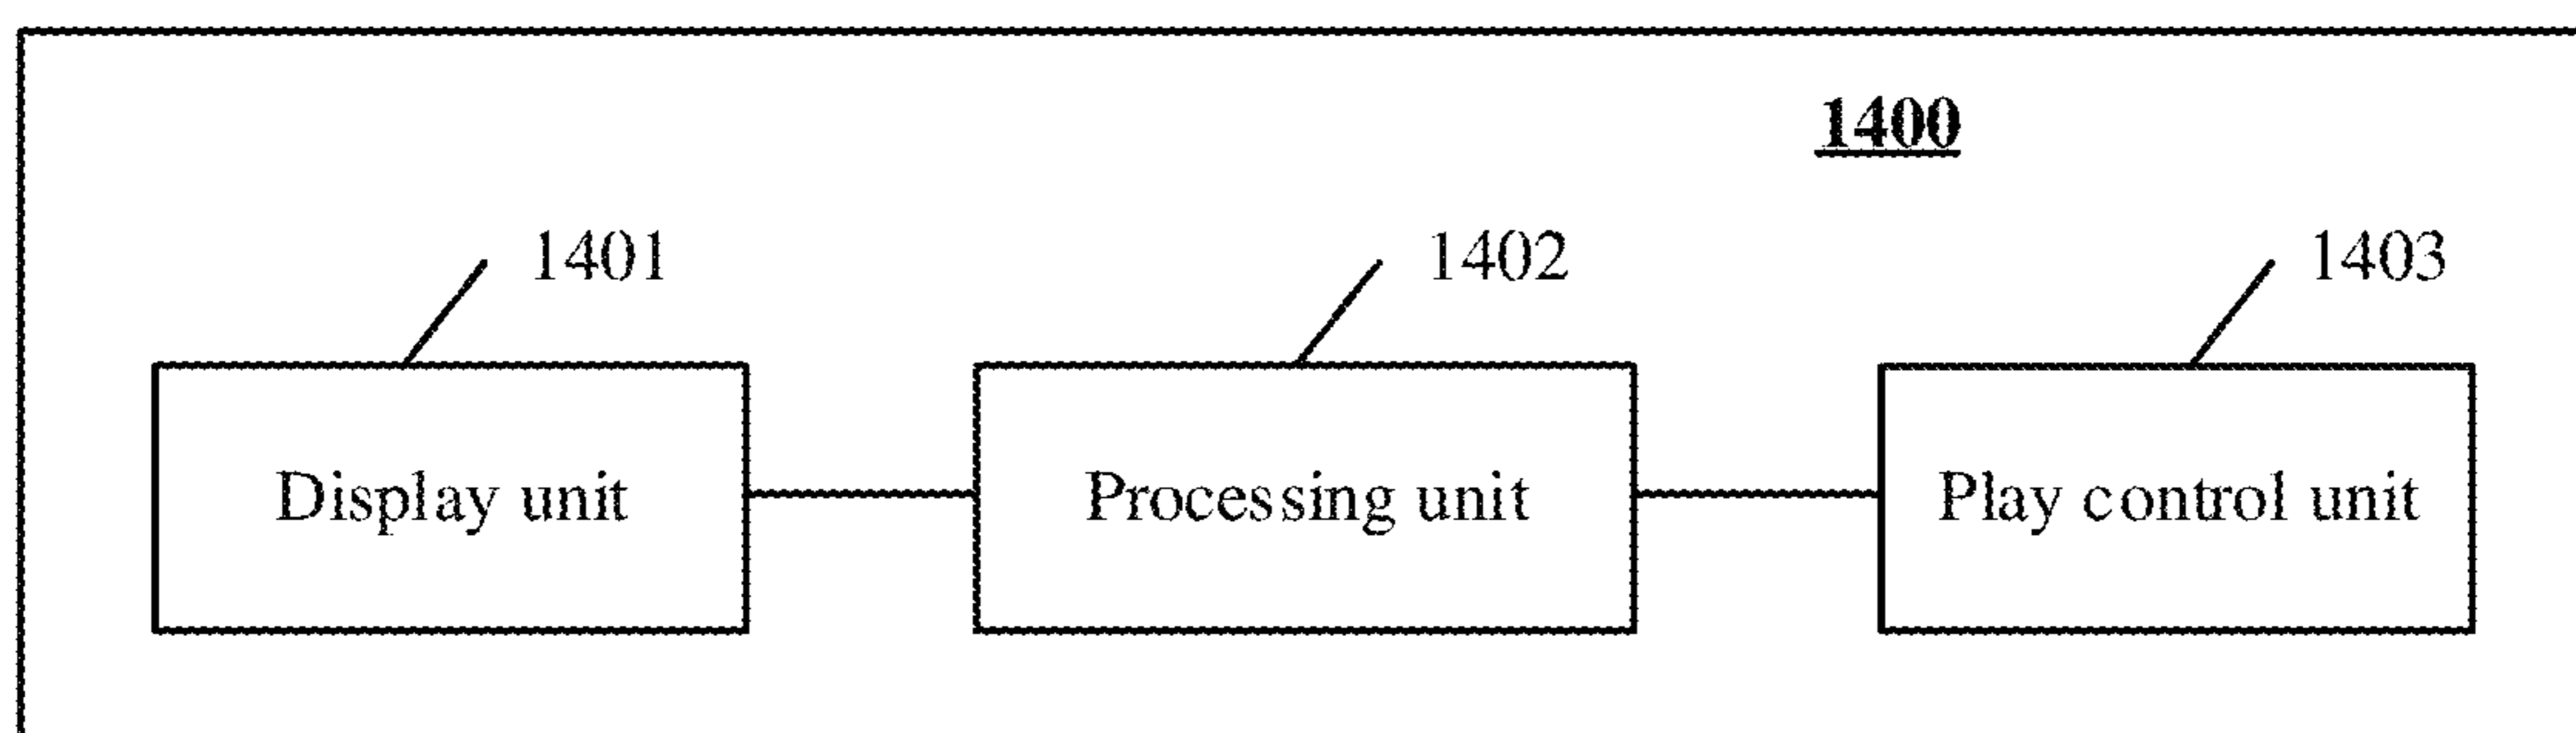 1400
1401
1402
1403
Display unit
Processing unit
Play control unit